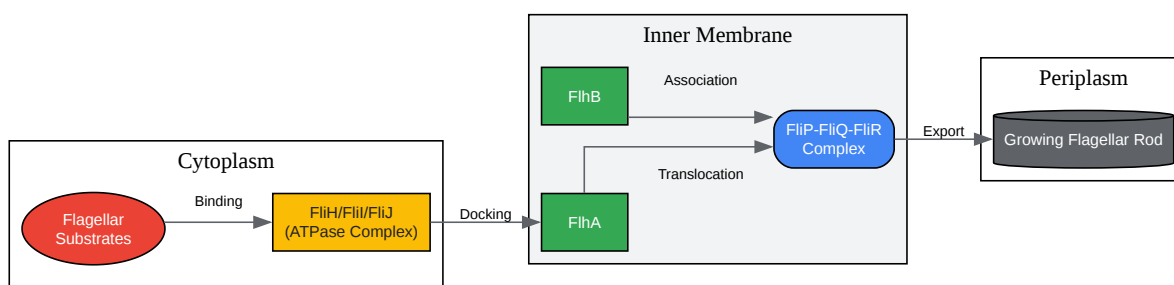 Inner Membrane
Periplasm
FlhB
Association
FliP-FliQ-FliR
Complex
Export
Growing Flagellar Rod
Cytoplasm
Translocation
Flagellar
Substrates
Binding
FliH/FliI/FliJ
(ATPase Complex)
Docking
FlhA